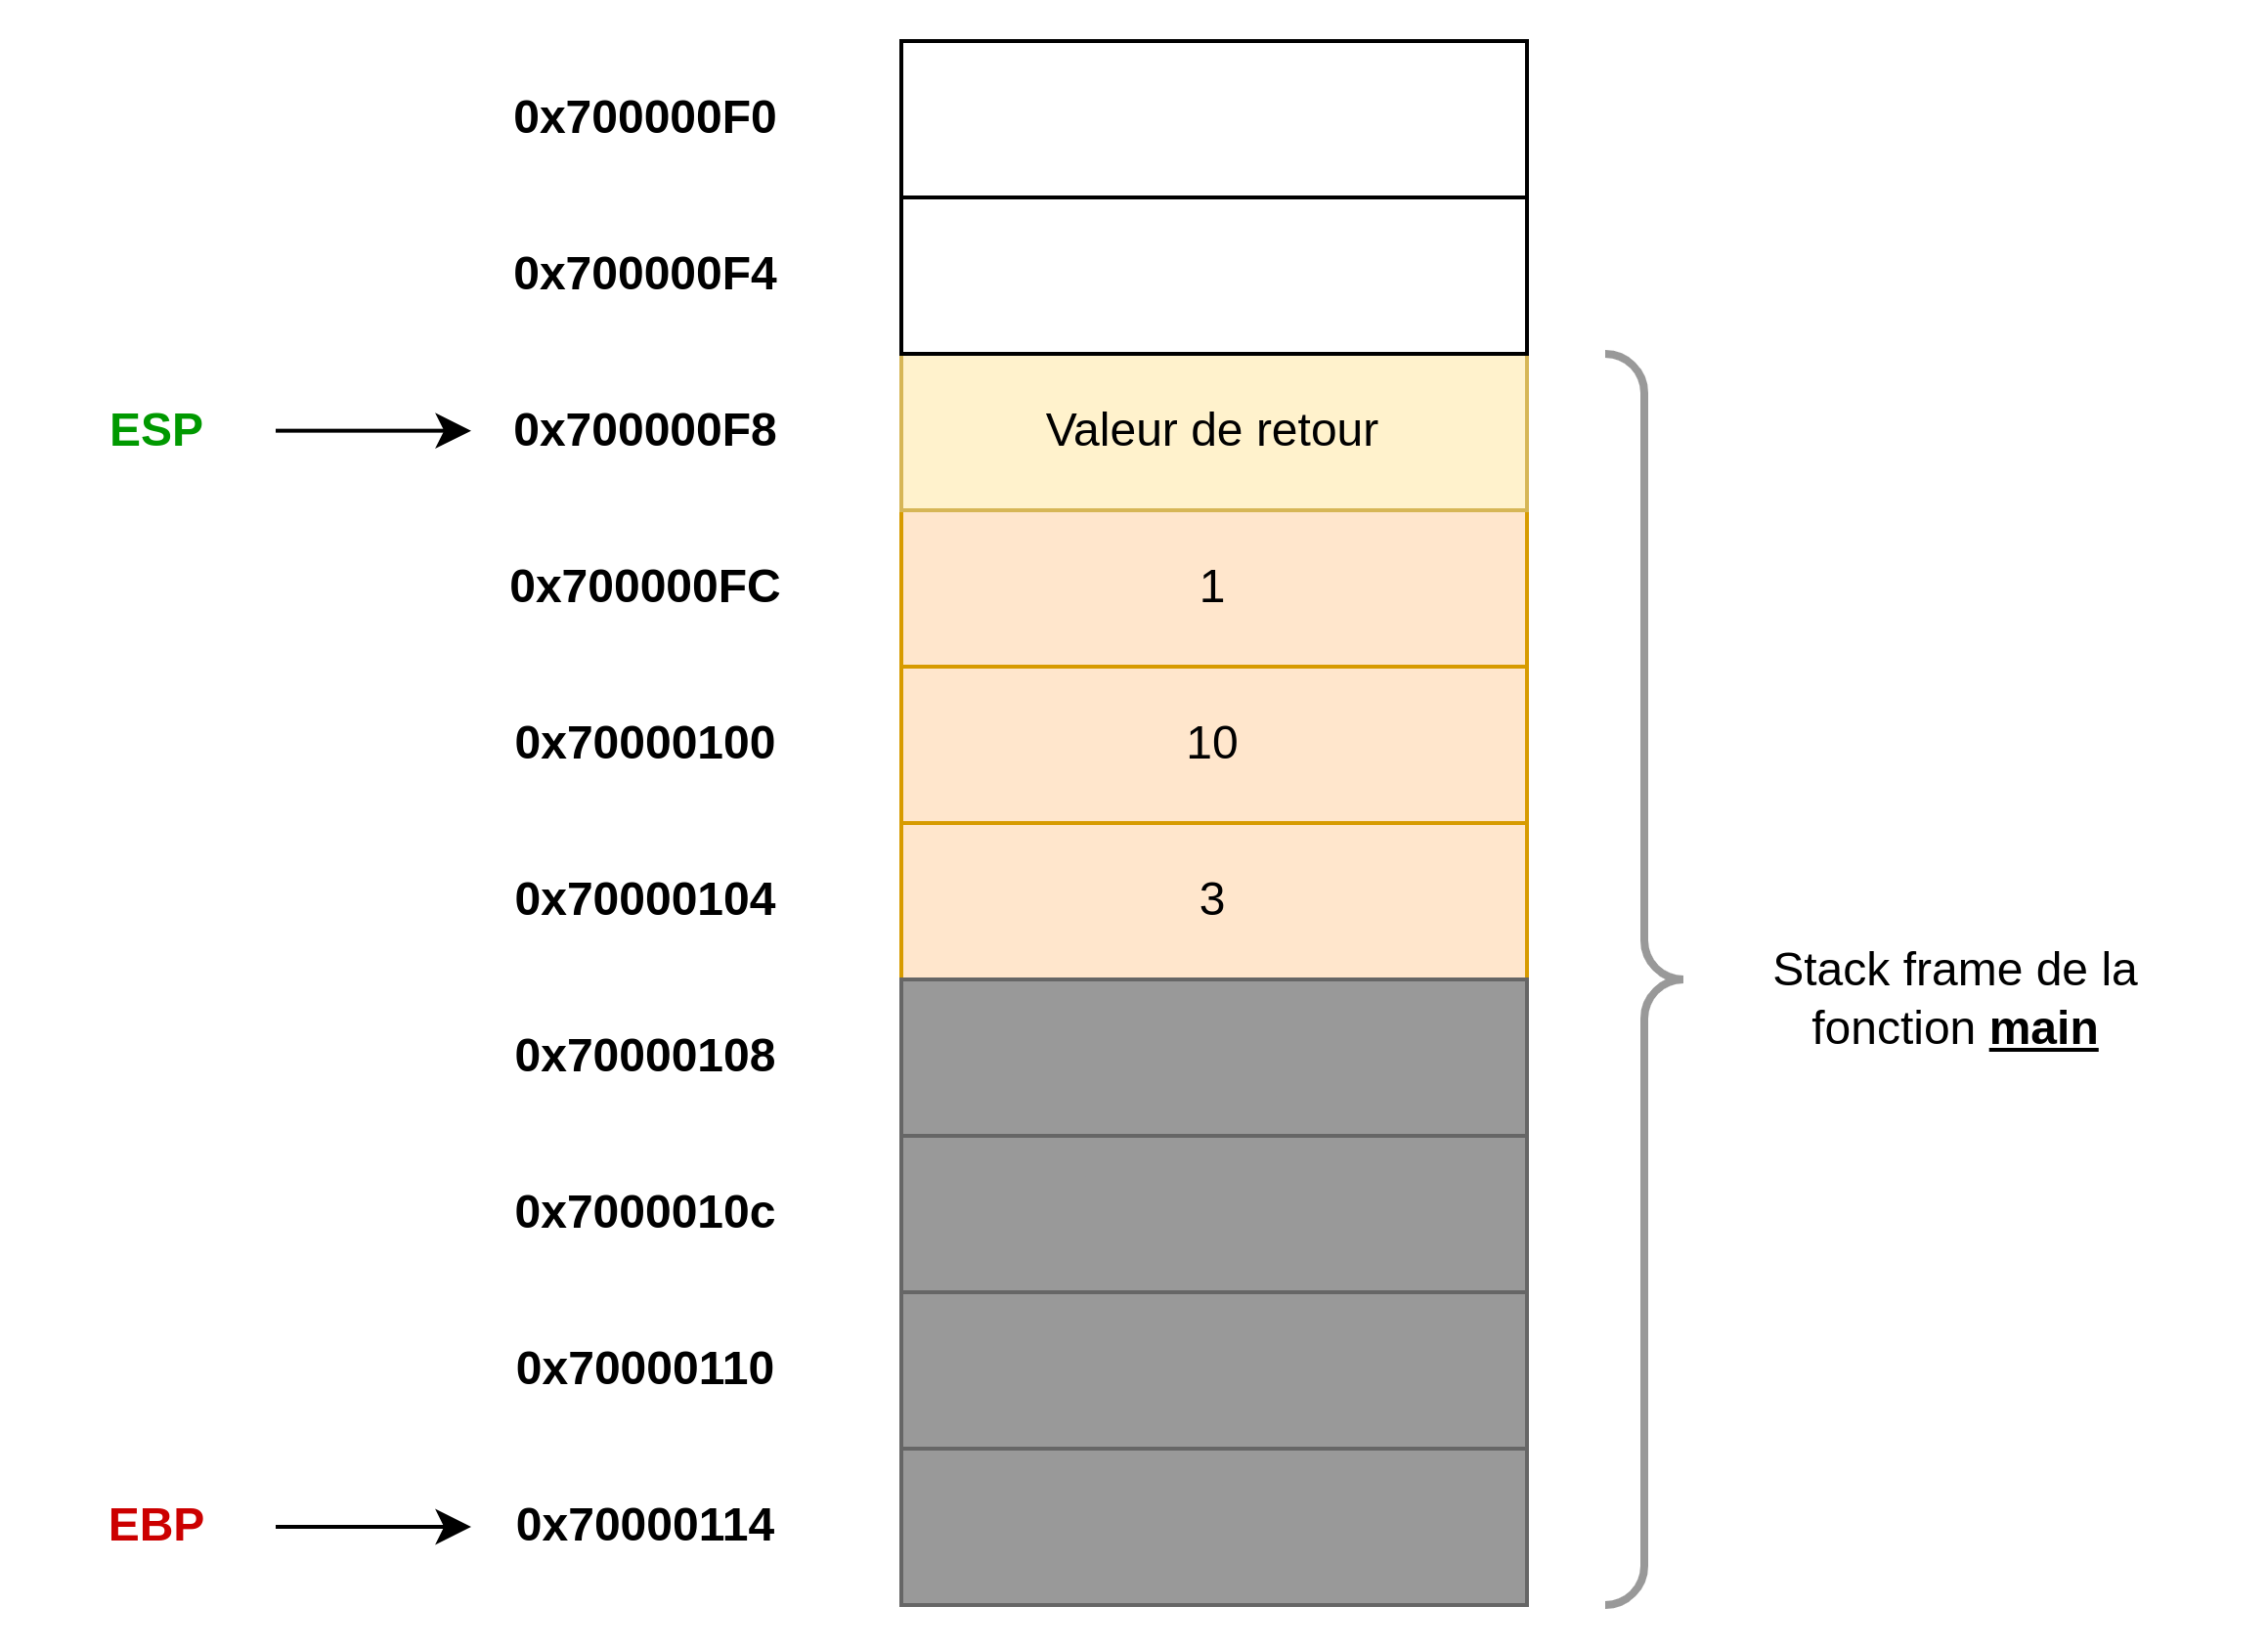 0x700000F0
0x700000F4
ESP 0x700000F8 Valeur de retour
0x700000FC 1
0x70000100 10
0x70000104 3
Stack frame de la
fonction main
0x70000108
0x7000010c
0x70000110
EBP 0x70000114